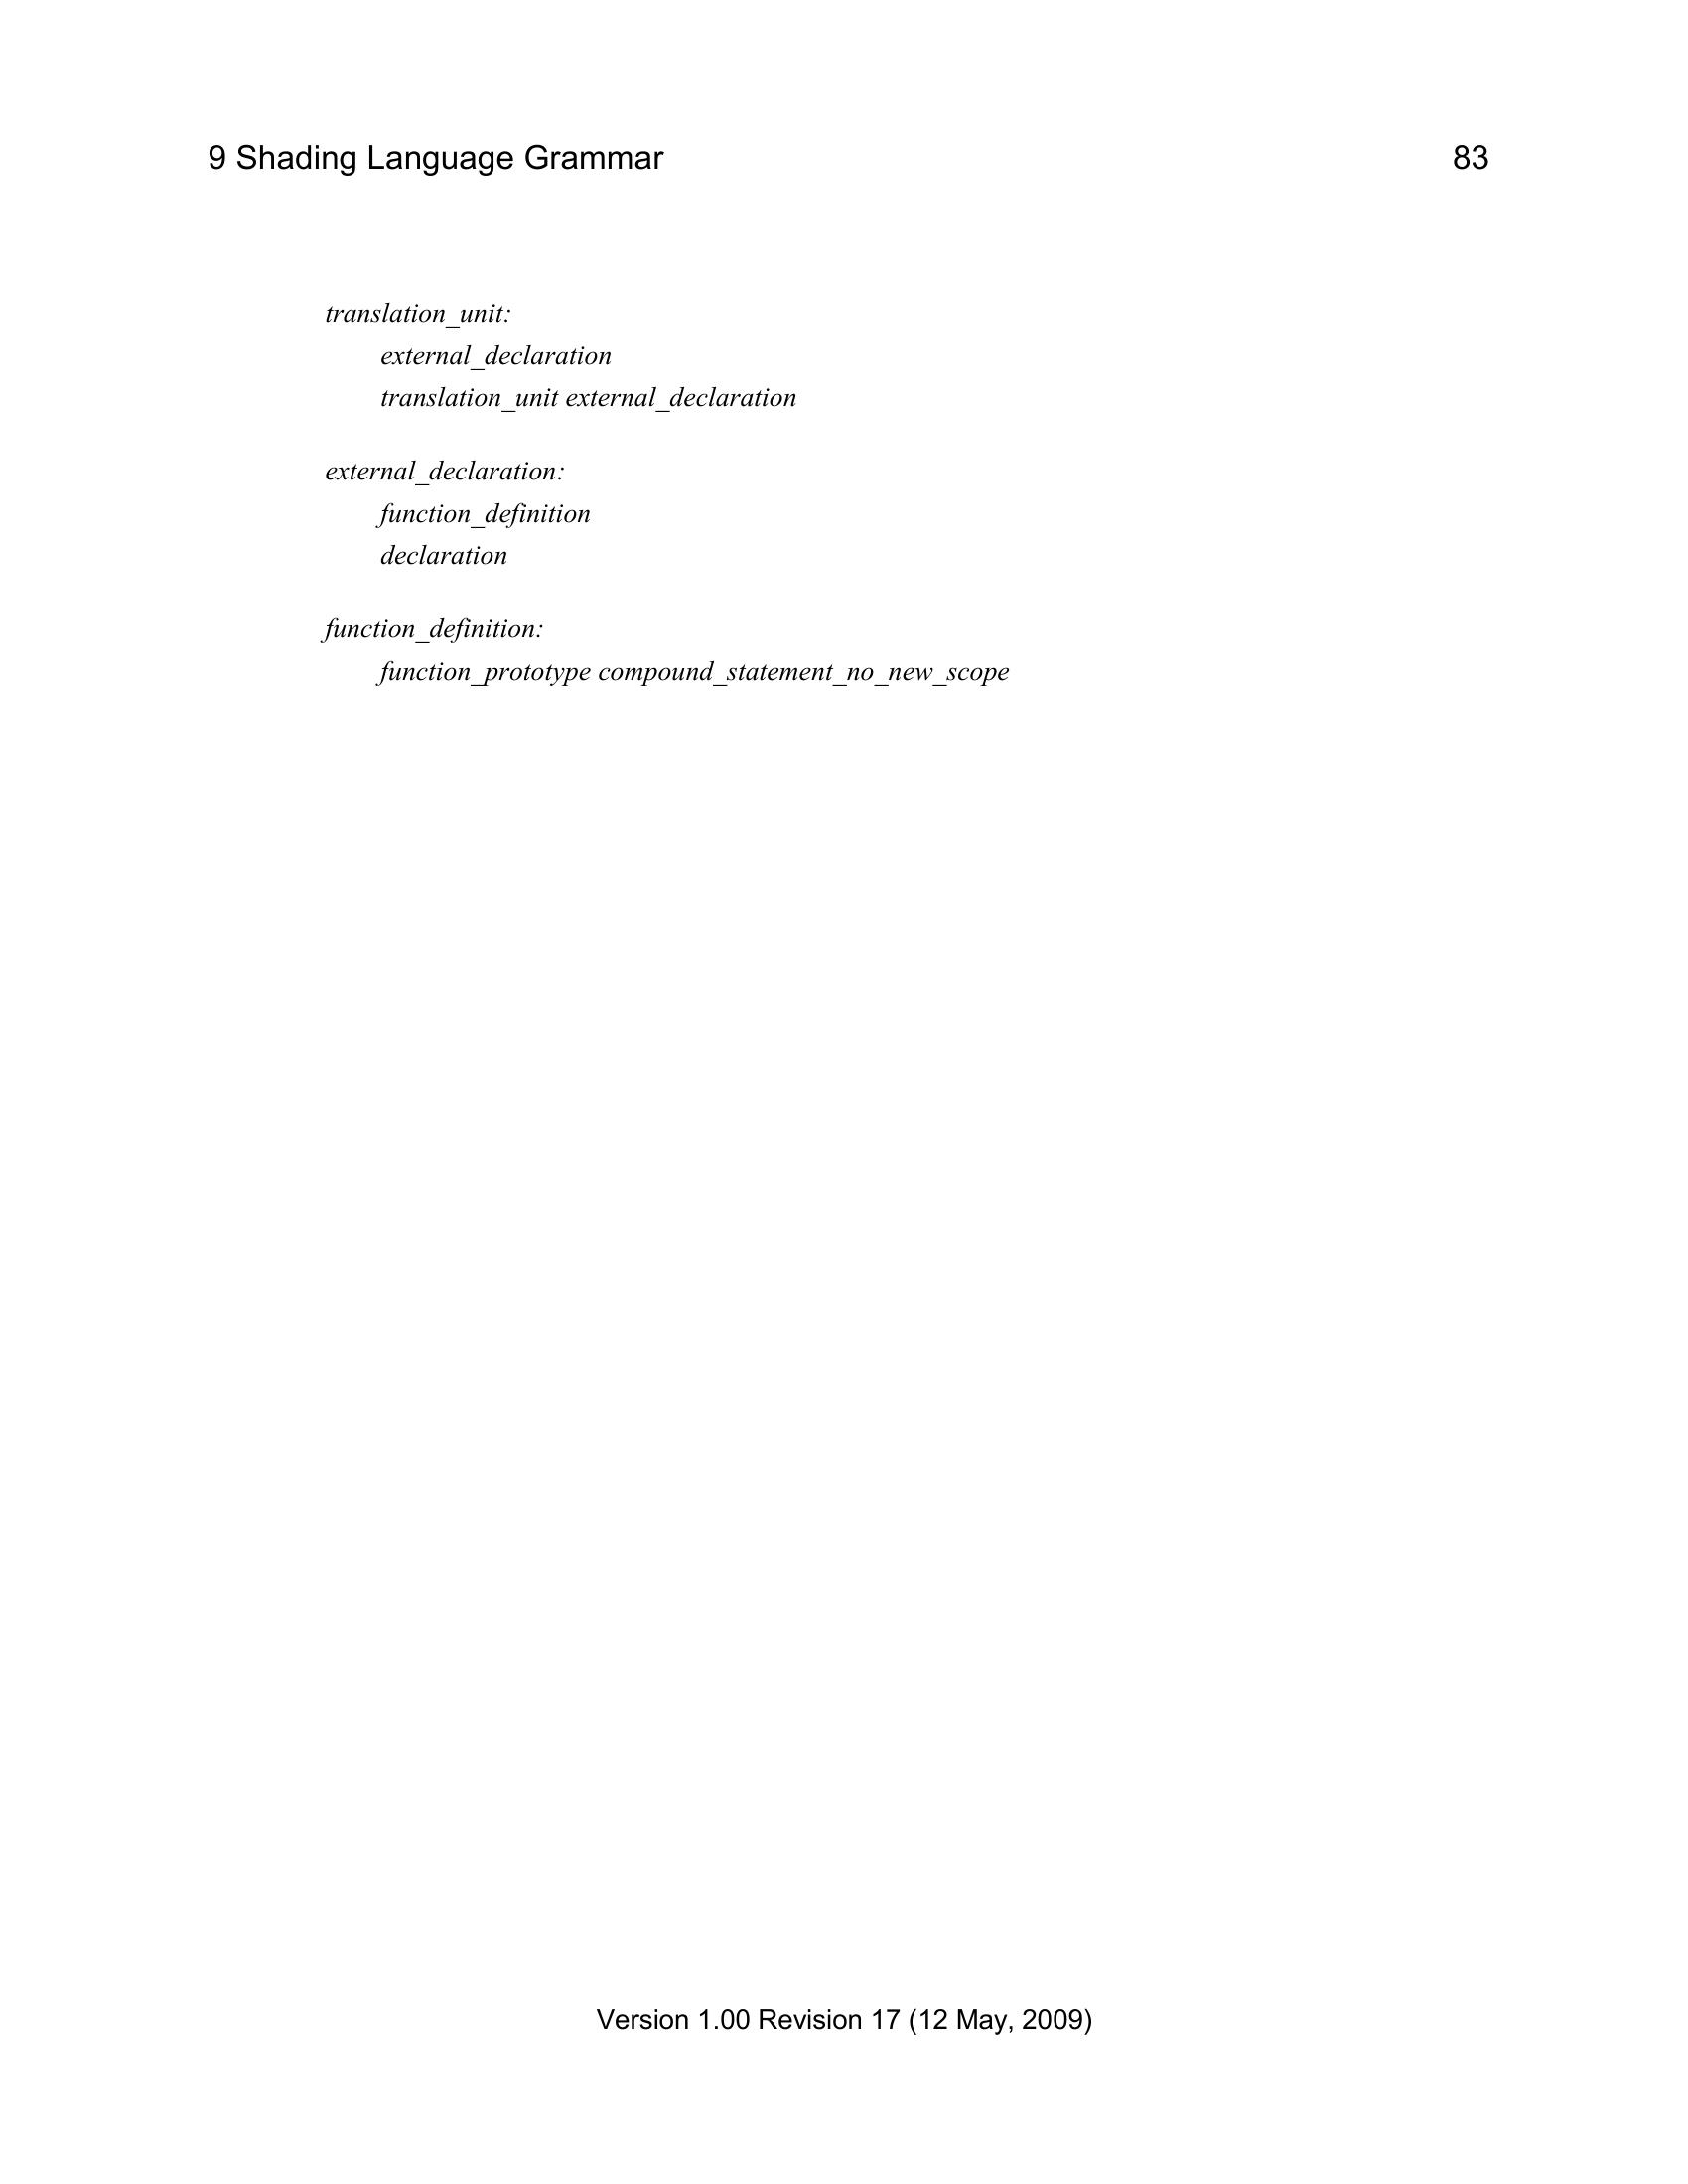 9 Shading Language Grammar 83
translation_unit:
external_declaration
translation_unit external_declaration
external_declaration:
function_definition
declaration
function_definition:
function_prototype compound_statement_no_new_scope
Version 1.00 Revision 17 (12 May, 2009)